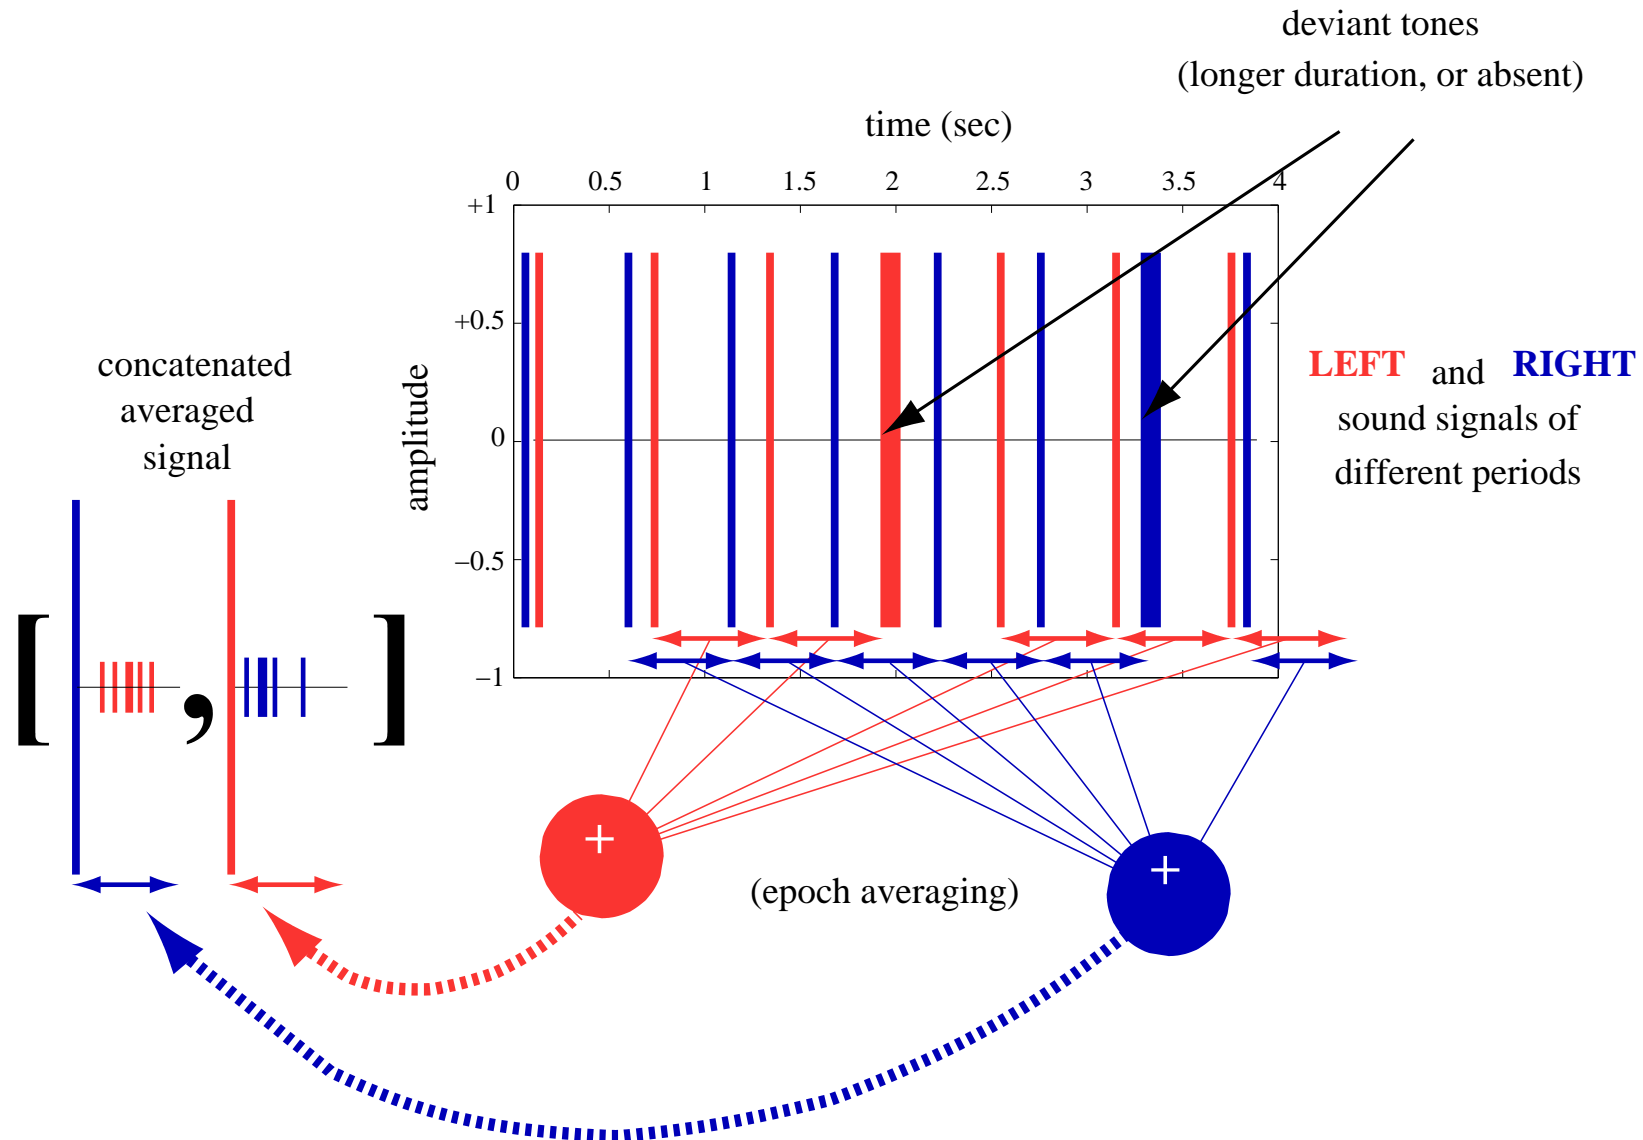 deviant tones
(longer duration, or absent)
time (sec)
0 0.5 1 1.5 2 2.5 3 3.5 4
+1
+0.5
0
−0.5
−1
amplitude
LEFT and RIGHT
sound signals of
different periods
concatenated
averaged
signal
[ , ]
+
+
(epoch averaging)